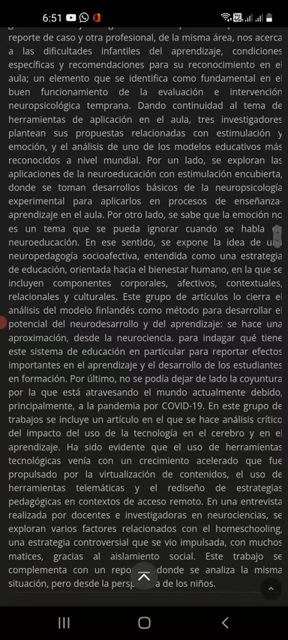 6:51
reporte de caso y otra profesional, de la misma área, nos acerca
a las dificultades infantiles del aprendizaje, condiciones
específicas y recomendaciones para su reconocimiento en el
aula; un elemento que se identifica como fundamental en el
buen funcionamiento de la evaluación e intervención
neuropsicológica temprana. Dando continuidad al tema de
herramientas de aplicación en el aula, tres investigadores
plantean sus propuestas relacionadas con estimulación y
emoción, y el análisis de uno de los modelos educativos más
reconocidos a nivel mundial. Por un lado, se exploran las
aplicaciones de la neuroeducación con estimulación encubierta,
donde se toman desarrollos básicos de la neuropsicología
experimental para aplicarlos en procesos de enseñanza-
aprendizaje en el aula. Por otro lado, se sabe que la emoción no
es un tema que se pueda ignorar cuando se habla
neuroeducación. En ese sentido, se expone la idea de una
neuropedagogía socioafectiva, entendida como una estrategia
de educación, orientada hacia el bienestar humano, en la que se
incluyen componentes corporales, afectivos, contextuales,
relacionales y culturales. Este grupo de artículos lo cierra el
análisis del modelo finlandés como método para desarrollar el
potencial del neurodesarrollo y del aprendizaje: se hace una
aproximación, desde la neurociencia, para indagar qué tiene
este sistema de educación en particular para reportar efectos
importantes en el aprendizaje y el desarrollo de los estudiantes
en formación. Por último, no se podía dejar de lado la coyuntura
por la que está atravesando el mundo actualmente debido,
principalmente, a la pandemia por COVID-19. En este grupo de
trabajos se incluye un artículo en el que se hace análisis crítico
del impacto del uso de la tecnología en el cerebro y en el
aprendizaje. Ha sido evidente que el uso de herramientas
tecnológicas venía con un crecimiento acelerado que fue
propulsado por la virtualización de contenidos, el uso de
herramientas telemáticas y el rediseño de estrategias
pedagógicas en contextos de acceso remoto. En una entrevista
realizada por docentes e investigadoras en neurociencias, se
exploran varios factores relacionados con el homeschooling,
una estrategia controversial que se vio impulsada, con muchos
matices, gracias al aislamiento social. Este trabajo se
complementa con un donde se analiza la misma
situación, pero desde la de los niños.